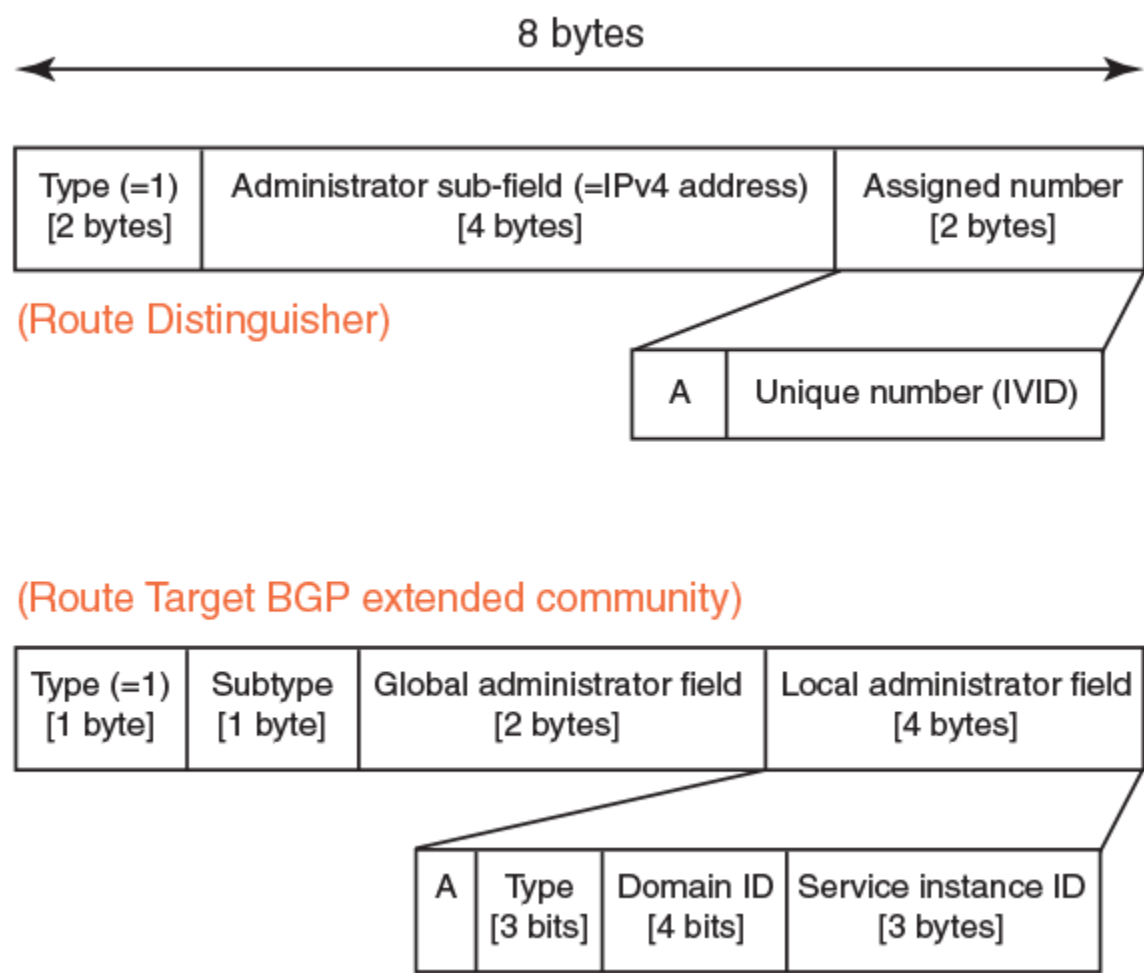 8 bytes
Type (=1)
[2 bytes]
Administrator sub-field (=IPv4 address)
[4 bytes]
Assigned number
[2 bytes]
(Route Distinguisher)
A
Unique number (IVID)
(Route Target BGP extended community)
Type (=1)
[1 byte]
Subtype
[1 byte]
Global administrator field
[2 bytes]
Local administrator field
[4 bytes]
A
Type
[3 bits]
Domain ID
[4 bits]
Service instance ID
[3 bytes]